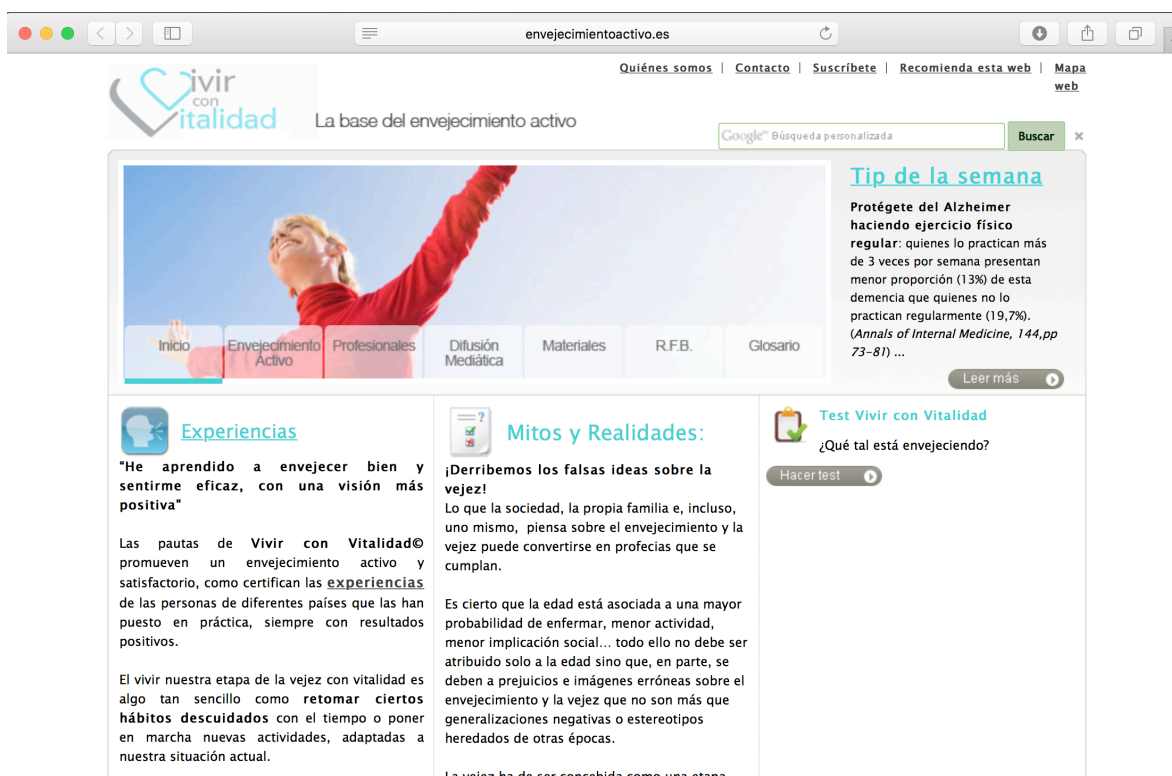 envejecimientoactivo.es
Quiénes somos | Contacto | Suscríbete | Recomienda esta web | Mapa
web
Vivir
con
Vitalidad
La base del envejecimiento activo
Google™ Búsqueda personalizada
Buscar
×
Tip de la semana
Protégete del Alzheimer
haciendo ejercicio físico
regular: quienes lo practican más
de 3 veces por semana presentan
menor proporción (13%) de esta
demencia que quienes no lo
practican regularmente (19,7%).
(Annals of Internal Medicine, 144,pp
73-81) ...
Leer más
Inicio
Envejecimiento
Activo
Profesionales
Difusión
Mediática
Materiales
R.F.B.
Glosario
Experiencias
"He aprendido a envejecer bien y
sentirme eficaz, con una visión más
positiva"
Las pautas de Vivir con Vitalidad©
promueven un envejecimiento activo y
satisfactorio, como certifican las experiencias
de las personas de diferentes países que las han
puesto en práctica, siempre con resultados
positivos.
El vivir nuestra etapa de la vejez con vitalidad es
algo tan sencillo como retomar ciertos
hábitos descuidados con el tiempo o poner
en marcha nuevas actividades, adaptadas a
nuestra situación actual.
Mitos y Realidades:
¡Derribemos los falsas ideas sobre la
vejez!
Lo que la sociedad, la propia familia e, incluso,
uno mismo, piensa sobre el envejecimiento y la
vejez puede convertirse en profecias que se
cumplan.
Es cierto que la edad está asociada a una mayor
probabilidad de enfermar, menor actividad,
menor implicación social... todo ello no debe ser
atribuido solo a la edad sino que, en parte, se
deben a prejuicios e imágenes erróneas sobre el
envejecimiento y la vejez que no son más que
generalizaciones negativas o estereotipos
heredados de otras épocas.
La vejez ha de ser concebida como una etapa
Test Vivir con Vitalidad
¿Qué tal está envejeciendo?
Hacer test